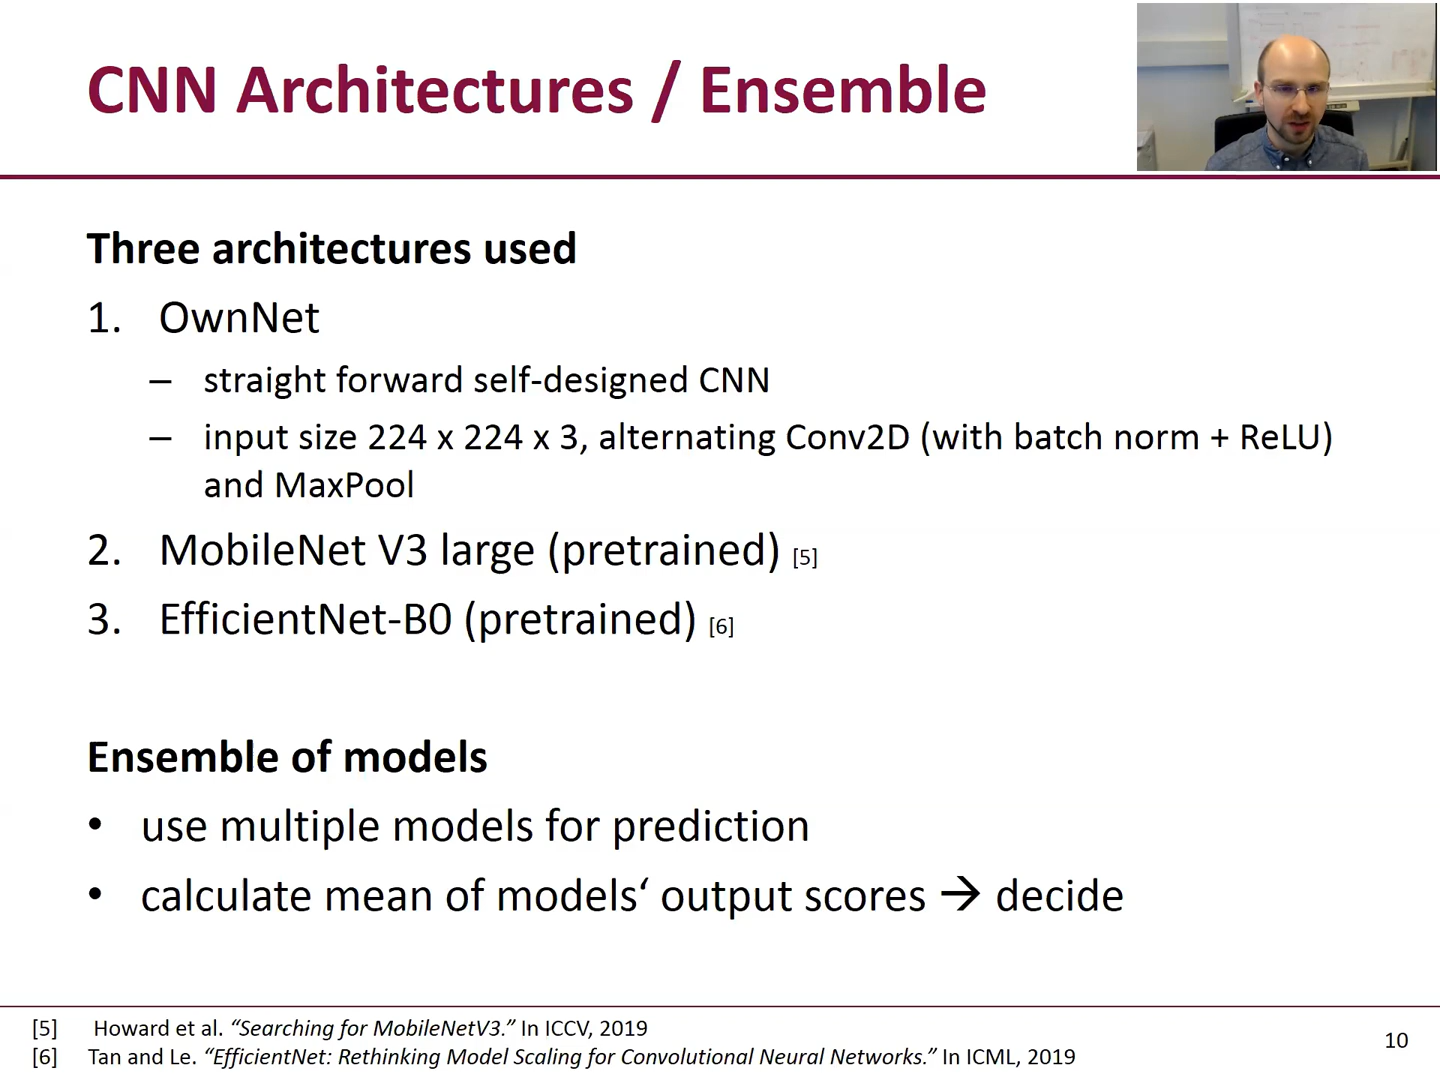 CNN Architectures / Ensemble
Three architectures used
1. OwnNet
– straight forward self-designed CNN
– input size 224 x 224 x 3, alternating Conv2D (with batch norm + ReLU)
and MaxPool
2. MobileNet V3 large (pretrained) [5]
3. EfficientNet-B0 (pretrained) [6]
Ensemble of models
• use multiple models for prediction
• calculate mean of models‘ output scores → decide
[5] Howard et al. “Searching for MobileNetV3.” In ICCV, 2019
[6] Tan and Le. “EfficientNet: Rethinking Model Scaling for Convolutional Neural Networks.” In ICML, 2019
10